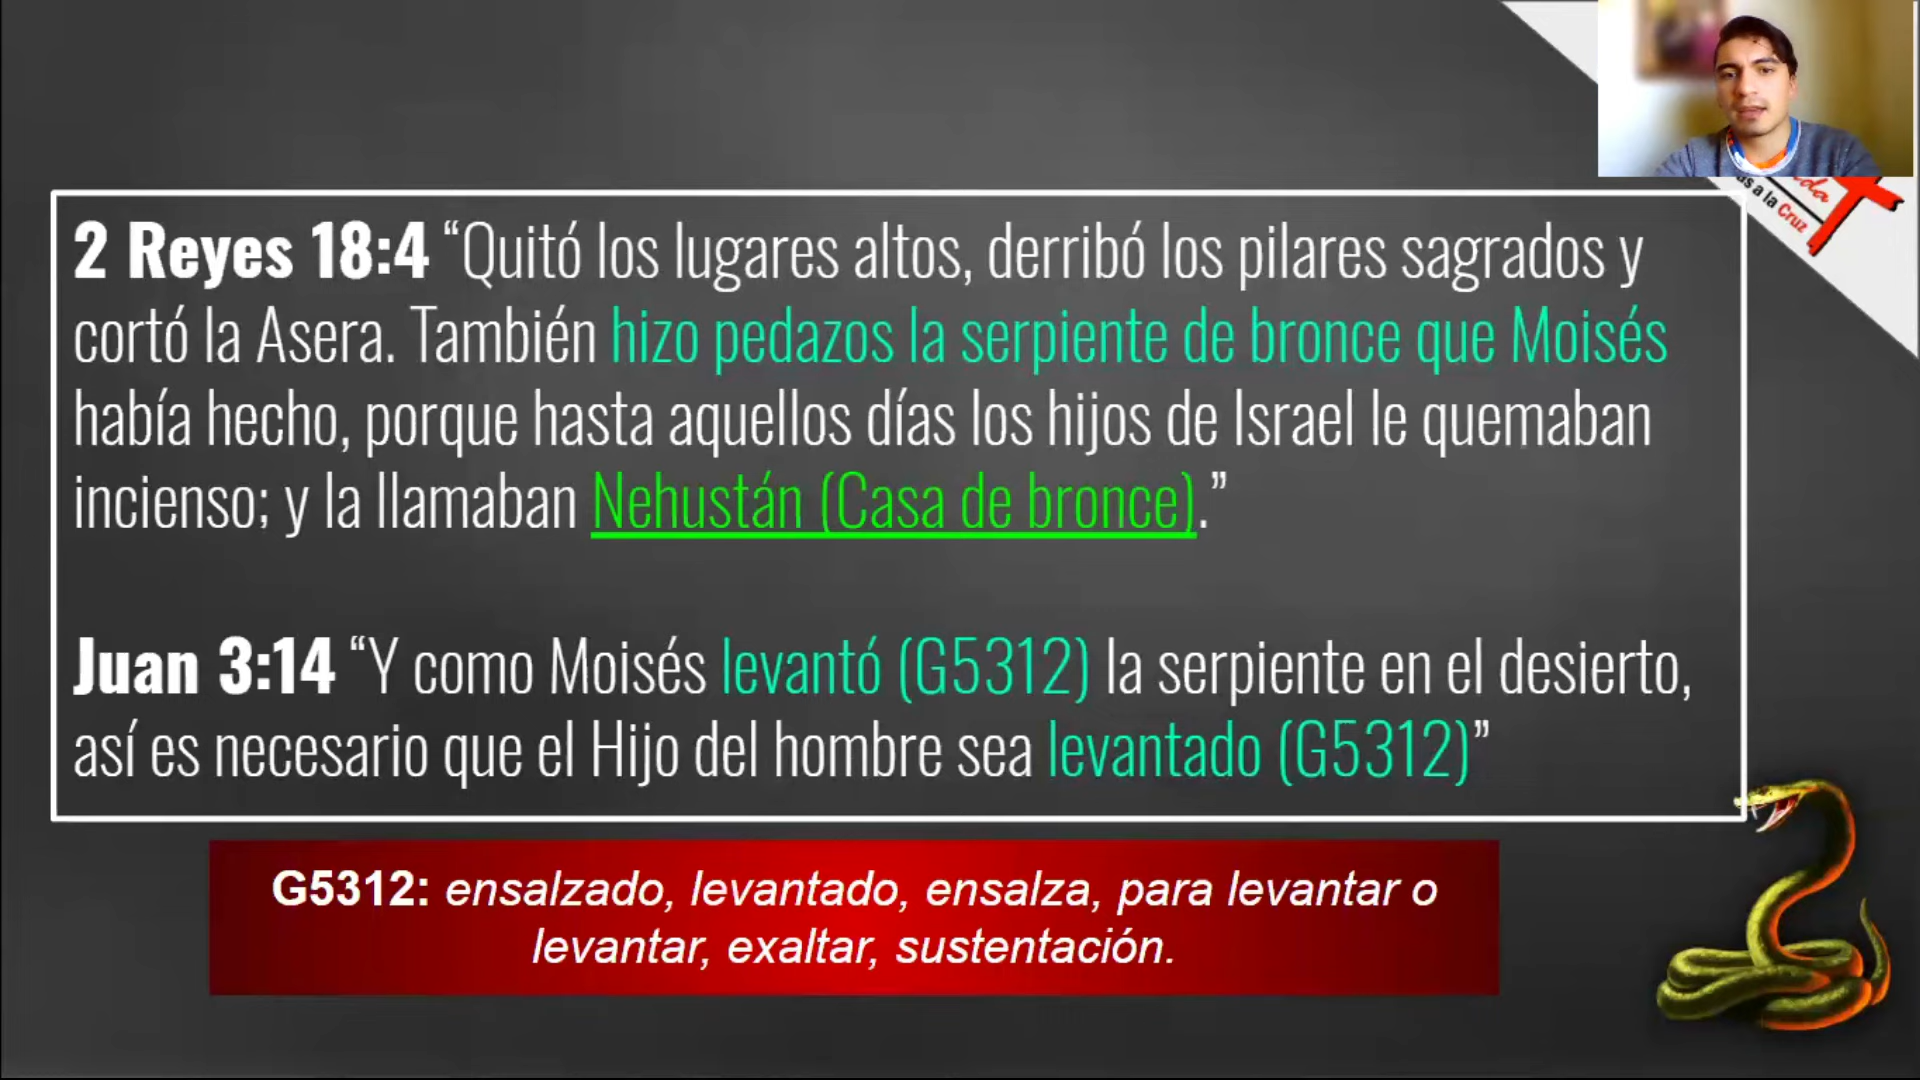 2 Reyes 18:4 “Quitó los lugares altos, derribó los pilares sagrados y
cortó la Asera. También hizo pedazos la serpiente de bronce que Moisés
había hecho, porque hasta aquellos días los hijos de Israel le quemaban
incienso; y la llamaban Nehustán (Casa de bronce).”
Juan 3:14 “Y como Moisés levantó (G5312) la serpiente en el desierto,
así es necesario que el Hijo del hombre sea levantado (G5312)”
G5312: ensalzado, levantado, ensalza, para levantar o
levantar, exaltar, sustentación.
a la Cruz